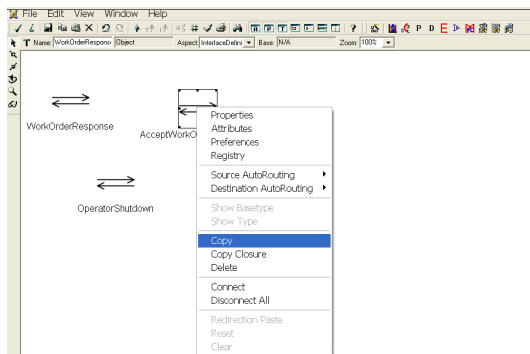 File Edit View Window Help
P D E
T Name: WorkOrderRespons Object Aspect: InterfaceDefini Base: N/A Zoom: 100%
WorkOrderResponse
AcceptWorkO
OperatorShutdown
Properties
Attributes
Preferences
Registry
Source AutoRouting
Destination AutoRouting
Show Basetype
Show Type
Copy
Copy Closure
Delete
Connect
Disconnect All
Redirection Paste
Reset
Clear